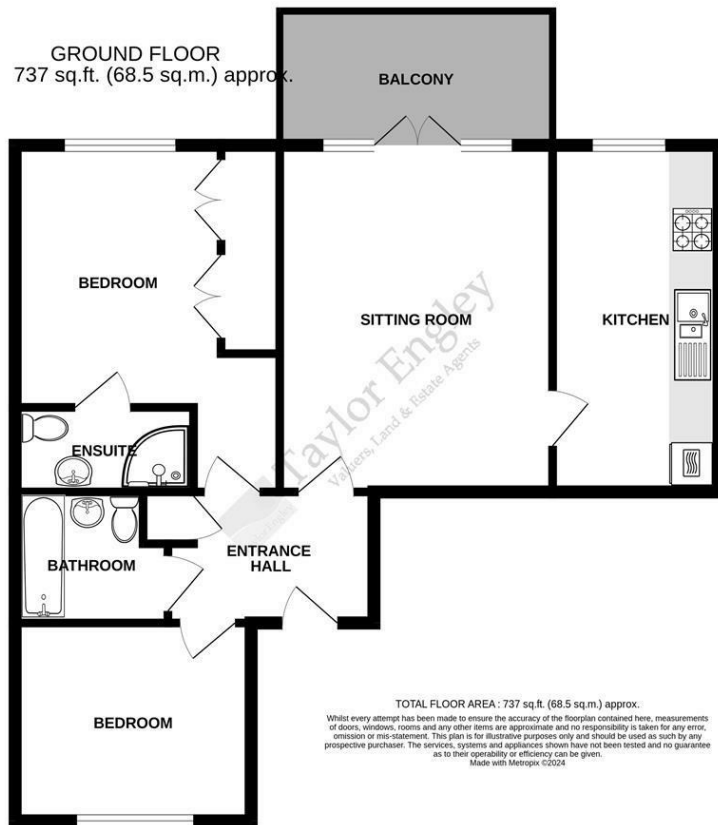 GROUND FLOOR
737 sq.ft. (68.5 sq.m.) approx.
BALCONY
BEDROOM
SITTING ROOM
KITCHEN
Taylor Engley
Valuers, Land & Estate Agents
ENSUITE
BATHROOM
ENTRANCE
HALL
BEDROOM
TOTAL FLOOR AREA : 737 sq.ft. (68.5 sq.m.) approx.
Whilst every attempt has been made to ensure the accuracy of the floorplan contained here, measurements
of doors, windows, rooms and any other items are approximate and no responsibility is taken for any error,
omission or mis-statement. This plan is for illustrative purposes only and should be used as such by any
prospective purchaser. The services, systems and appliances shown have not been tested and no guarantee
as to their operability or efficiency can be given.
Made with Metropix ©2024